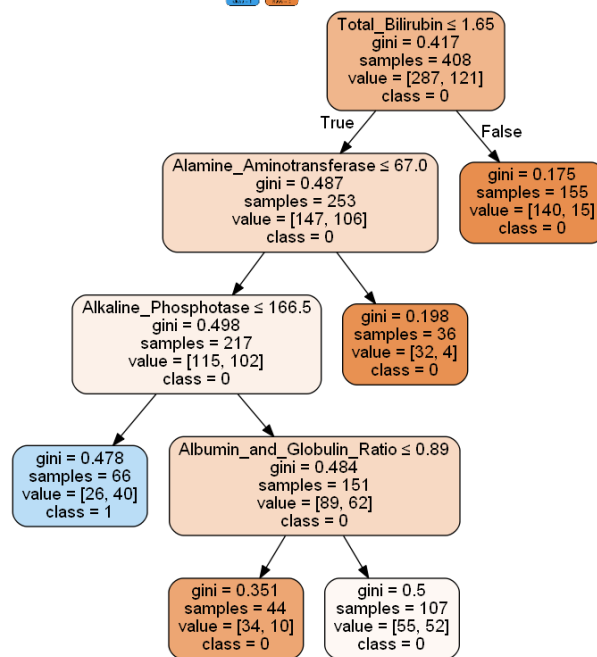 Total_Bilirubin ≤ 1.65
gini = 0.417
samples = 408
value = [287, 121]
class = 0
True
False
Alamine_Aminotransferase ≤ 67.0
gini = 0.487
samples = 253
value = [147, 106]
class = 0
gini = 0.175
samples = 155
value = [140, 15]
class = 0
Alkaline_Phosphotase ≤ 166.5
gini = 0.498
samples = 217
value = [115, 102]
class = 0
gini = 0.198
samples = 36
value = [32, 4]
class = 0
gini = 0.478
samples = 66
value = [26, 40]
class = 1
Albumin_and_Globulin_Ratio ≤ 0.89
gini = 0.484
samples = 151
value = [89, 62]
class = 0
gini = 0.351
samples = 44
value = [34, 10]
class = 0
gini = 0.5
samples = 107
value = [55, 52]
class = 0